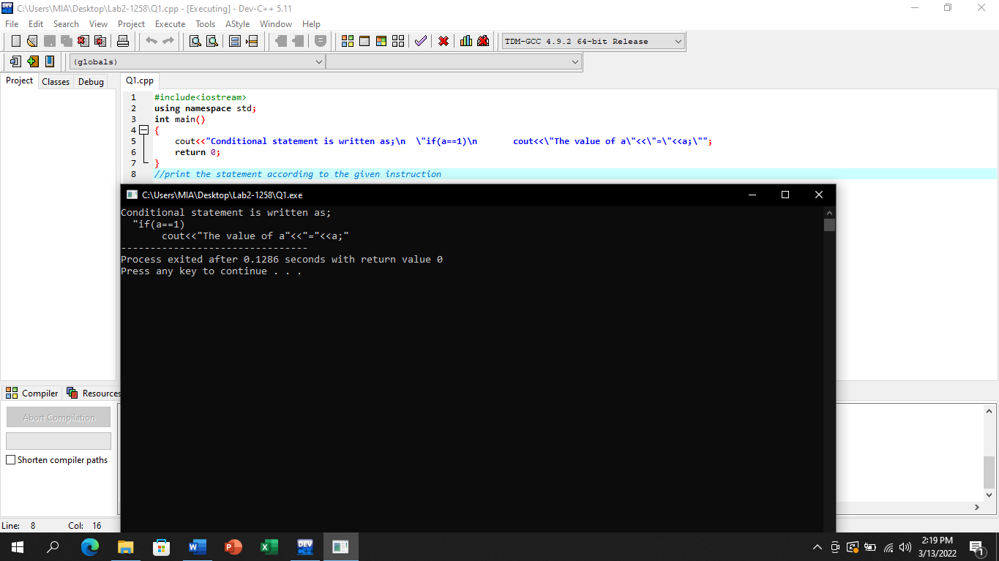 C:\Users\MIA\Desktop\Lab2-1258\Q1.cpp - [Executing] - Dev-C++ 5.11
File Edit Search View Project Execute Tools AStyle Window Help
TDM-GCC 4.9.2 64-bit Release
(globals)
Project Classes Debug Q1.cpp
1 #include<iostream>
2 using namespace std;
3 int main()
4 {
5     cout<<"Conditional statement is written as;\n  \"if(a==1)\n       cout<<\"The value of a\"<<\"=\"<<a;\"";
6     return 0;
7 }
8 //print the statement according to the given instruction
C:\Users\MIA\Desktop\Lab2-1258\Q1.exe
Conditional statement is written as;
  "if(a==1)
       cout<<"The value of a"<<"="<<a;"
--------------------------------
Process exited after 0.1286 seconds with return value 0
Press any key to continue . . .
Compiler Resources
Abort Compilation
Shorten compiler paths
Line: 8 Col: 16
DEV C++
2:19 PM
3/13/2022
1